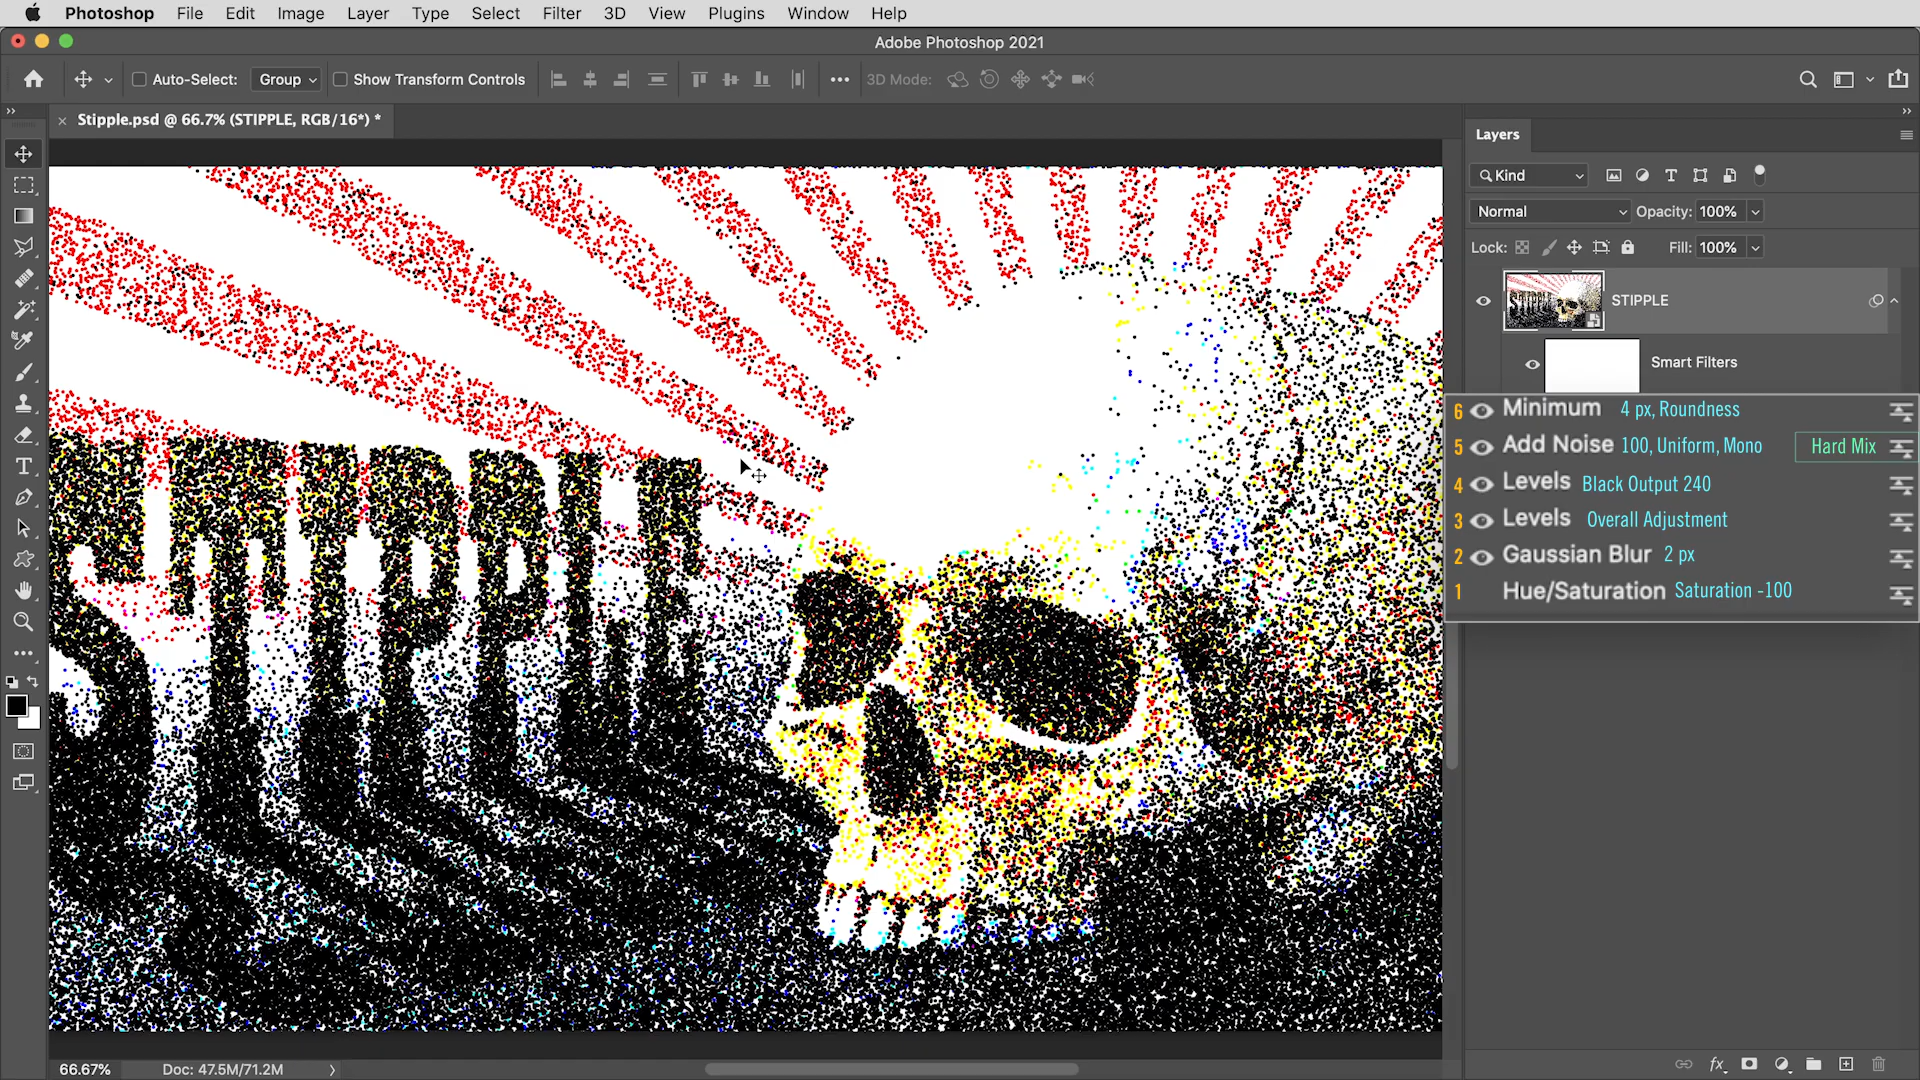 Photoshop File Edit Image Layer Type Select Filter 3D View Plugins Window Help
Adobe Photoshop 2021
Auto-Select: Group Show Transform Controls 3D Mode:
Stipple.psd @ 66.7% (STIPPLE, RGB/16*) *
Layers
Kind
Normal Opacity: 100%
Lock: Fill: 100%
STIPPLE
Smart Filters
6 Minimum 4 px, Roundness
5 Add Noise 100, Uniform, Mono Hard Mix
4 Levels Black Output 240
3 Levels Overall Adjustment
2 Gaussian Blur 2 px
1 Hue/Saturation Saturation -100
STIPPLE
66.67% Doc: 47.5M/71.2M
fx